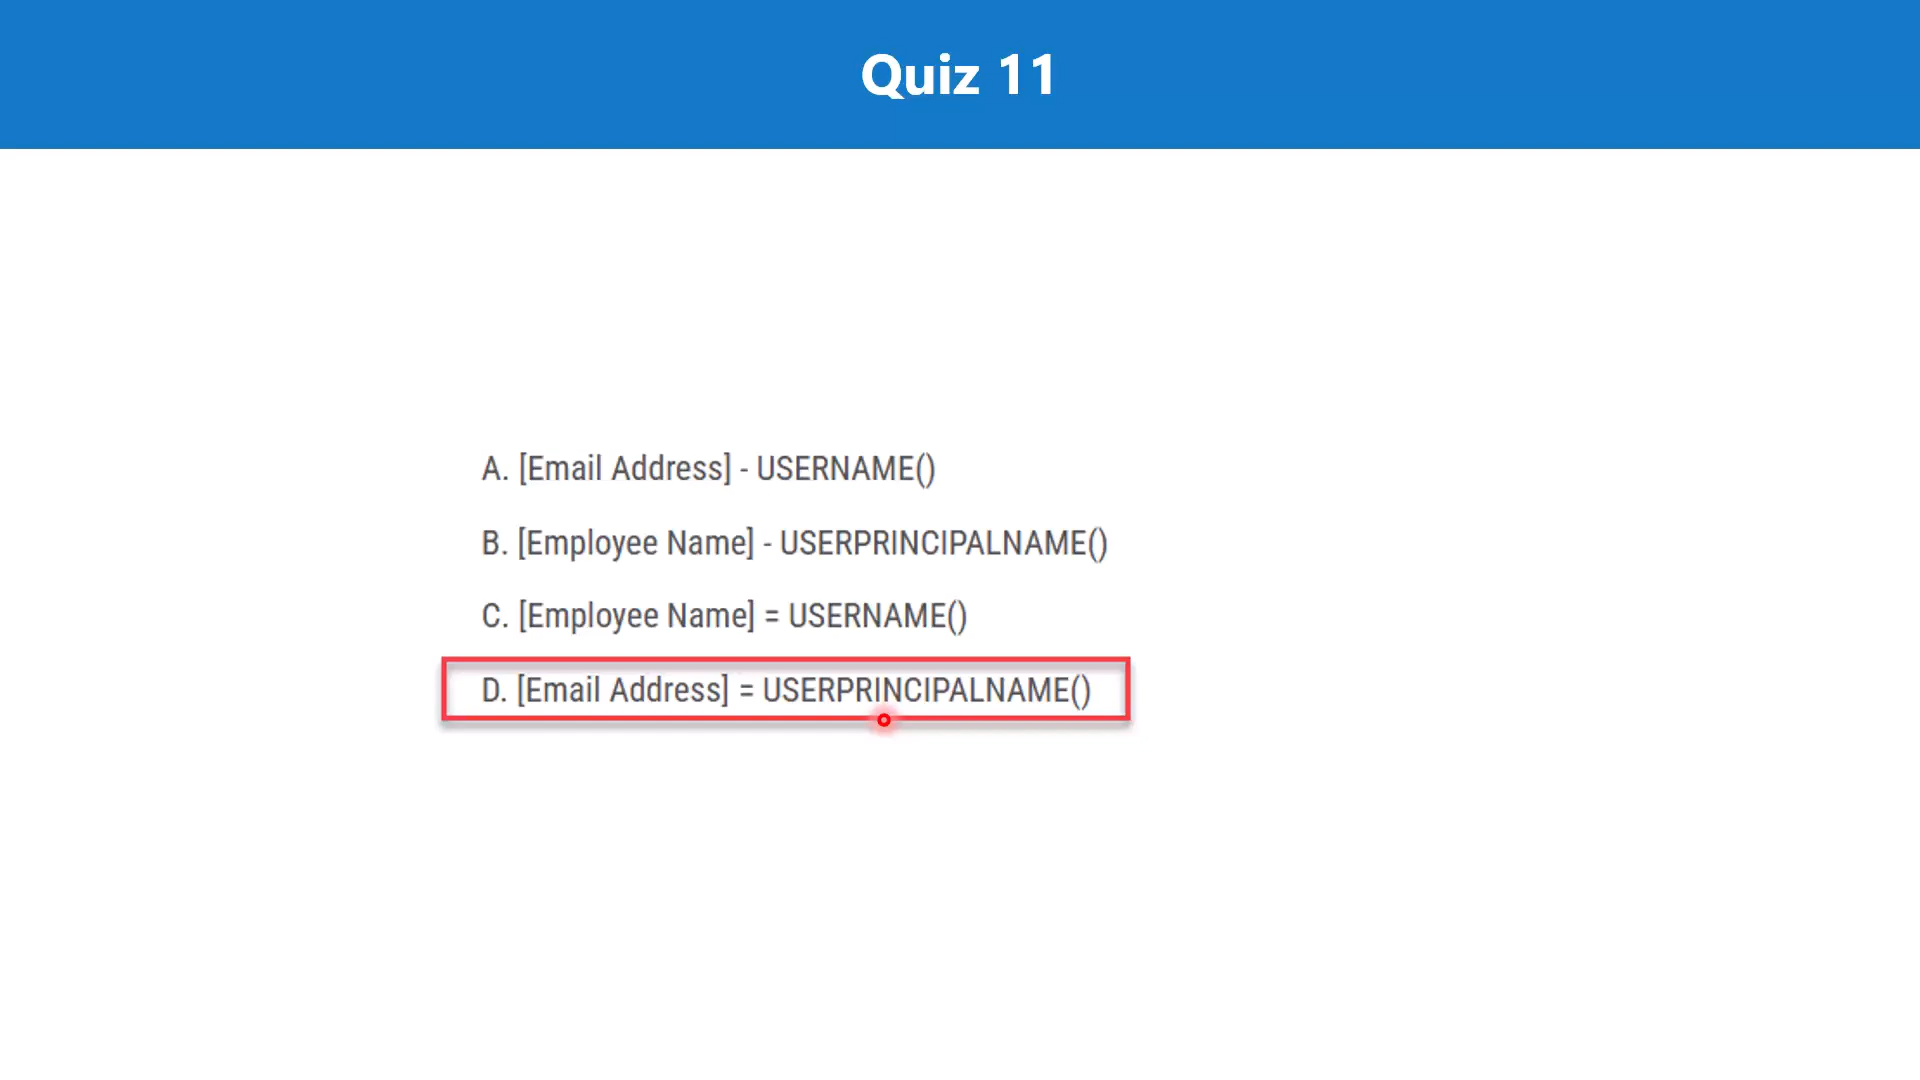 Quiz 11
A. [Email Address] - USERNAME()
B. [Employee Name] - USERPRINCIPALNAME()
C. [Employee Name] = USERNAME()
D. [Email Address] = USERPRINCIPALNAME()